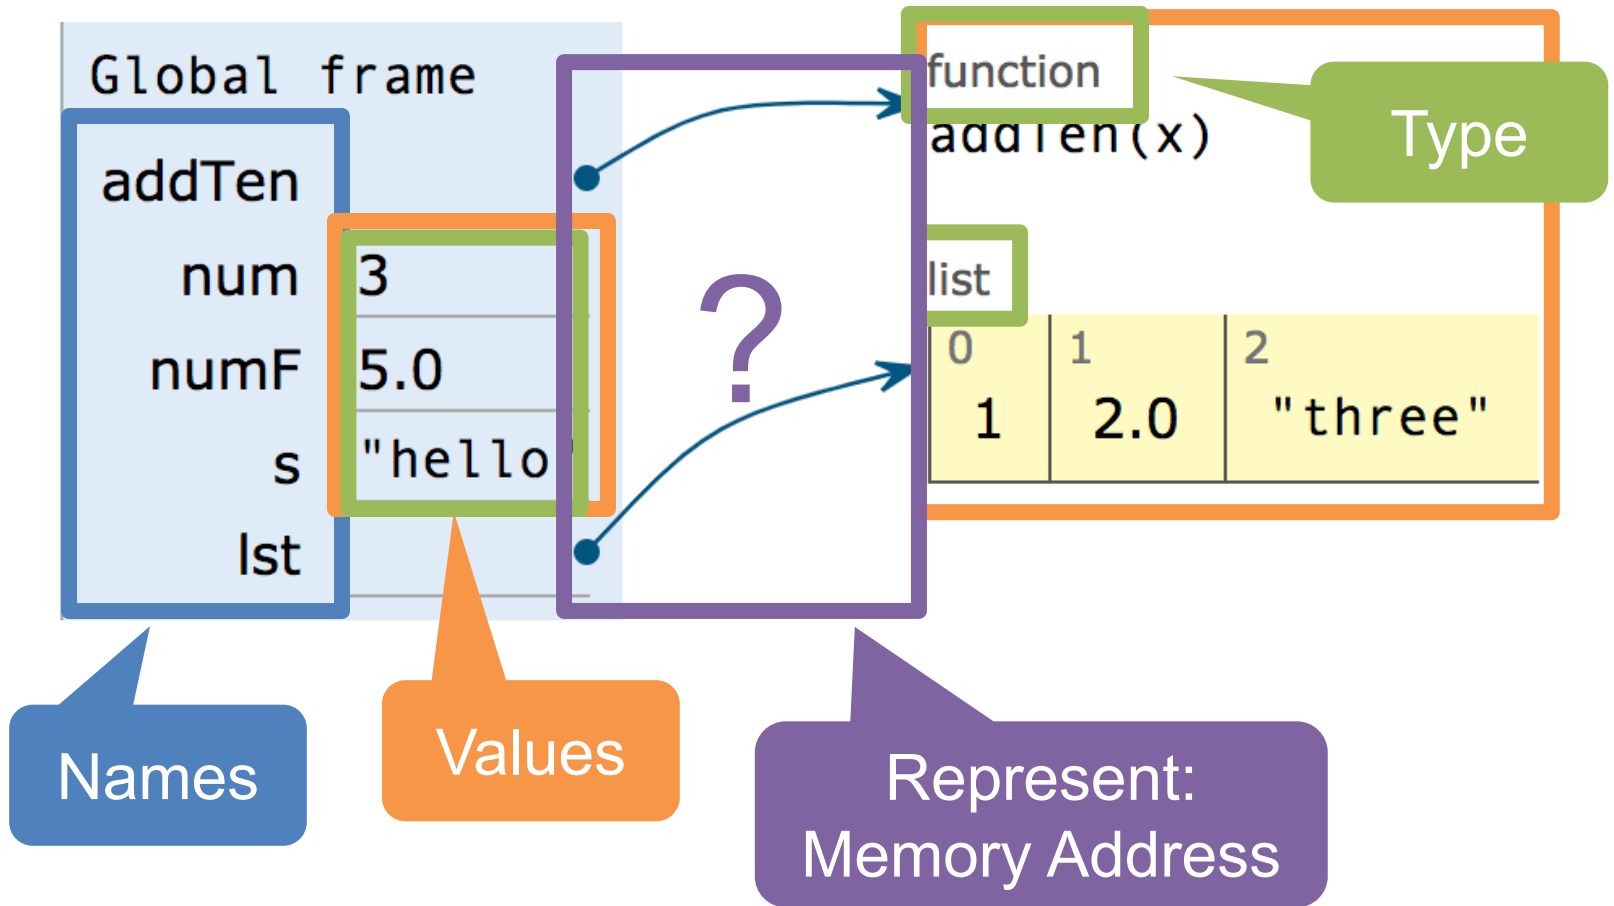 Global frame
function
addTen(x)
Type
addTen
num 3
?
list
numF 5.0
0 1 2
1 2.0 "three"
s "hello"
lst
Names
Values
Represent:
Memory Address